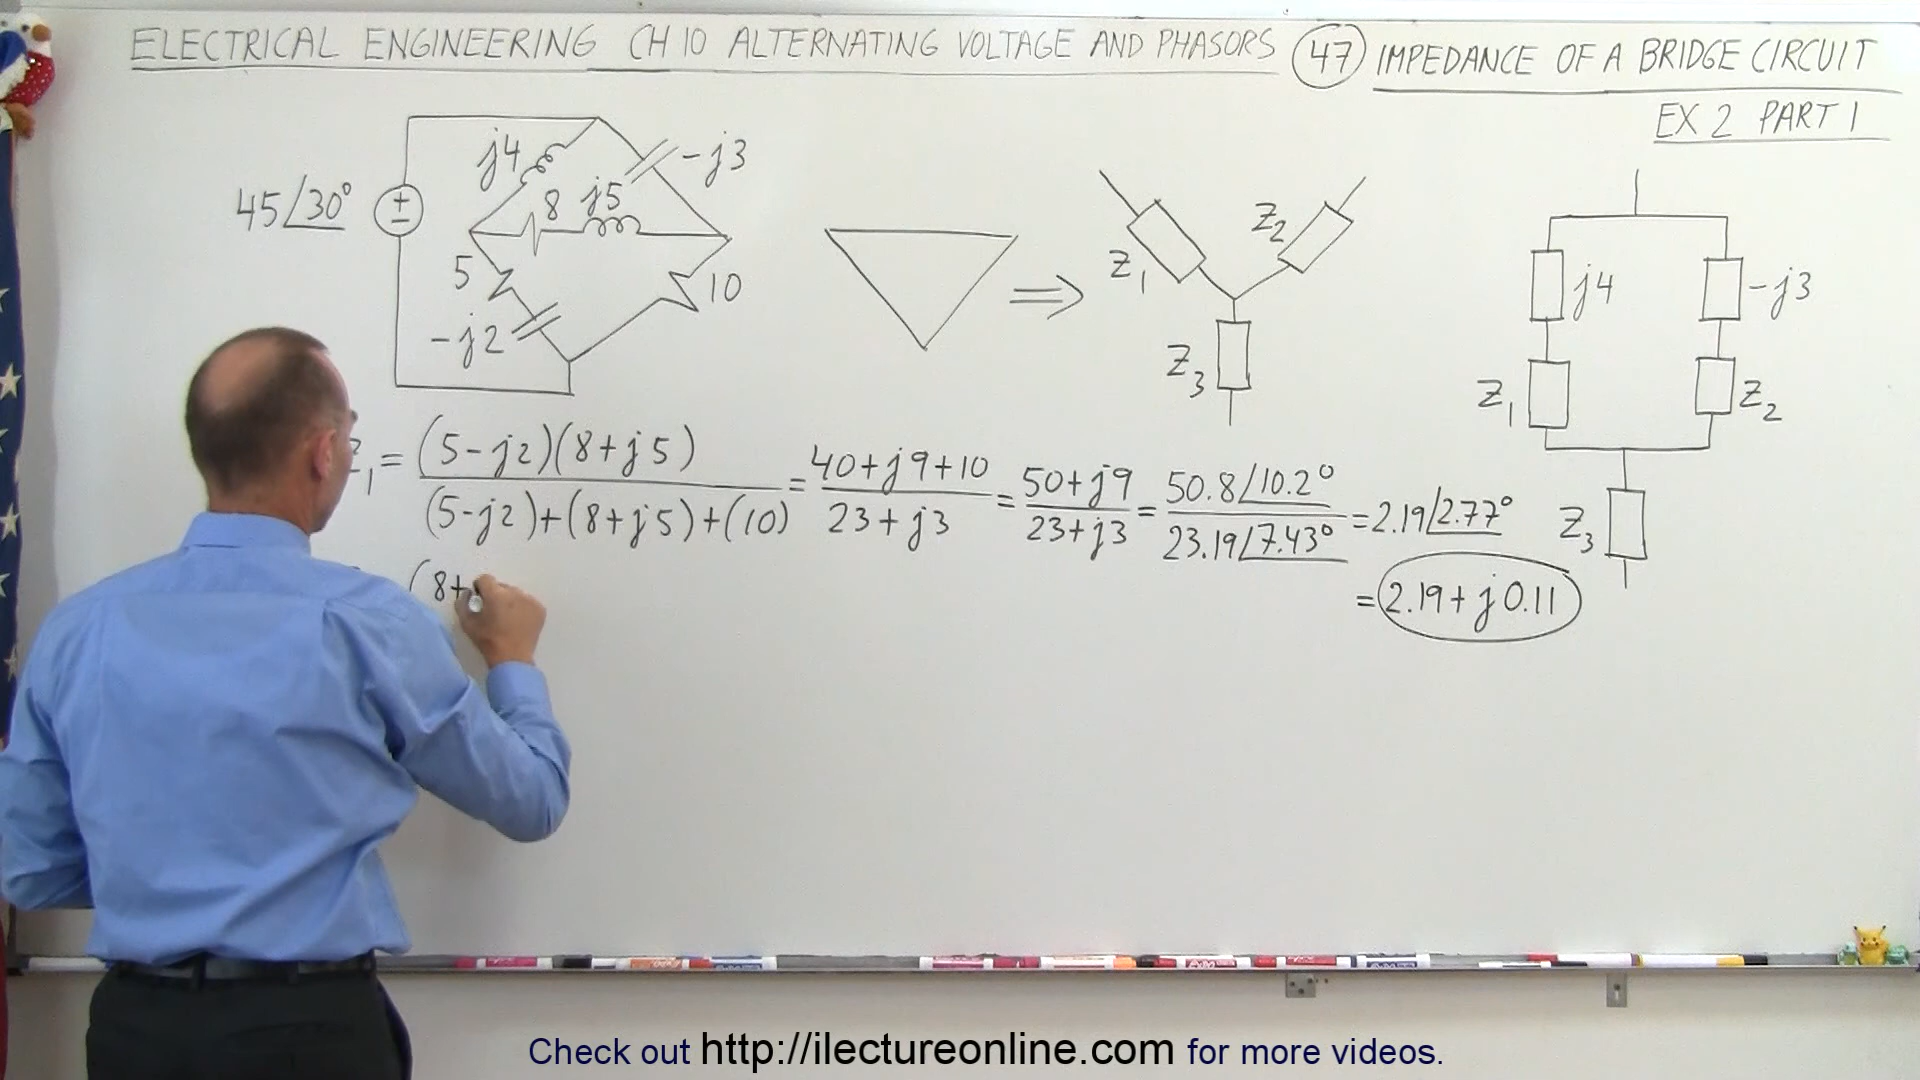 ELECTRICAL ENGINEERING CH 10 ALTERNATING VOLTAGE AND PHASORS (47) IMPEDANCE OF A BRIDGE CIRCUIT
EX 2 PART 1
45∠30°
+
−
j4
-j3
8 j5
5
10
-j2
⇒
Z₁
Z₂
Z₃
j4
-j3
Z₁
Z₂
Z₃
₁ = (5-j2)(8+j5) / (5-j2)+(8+j5)+(10) = 40+j9+10 / 23+j3 = 50+j9 / 23+j3 = 50.8∠10.2° / 23.19∠7.43° = 2.19∠2.77°
= 2.19+j0.11
(8+
EXPO
Check out http://ilectureonline.com for more videos.